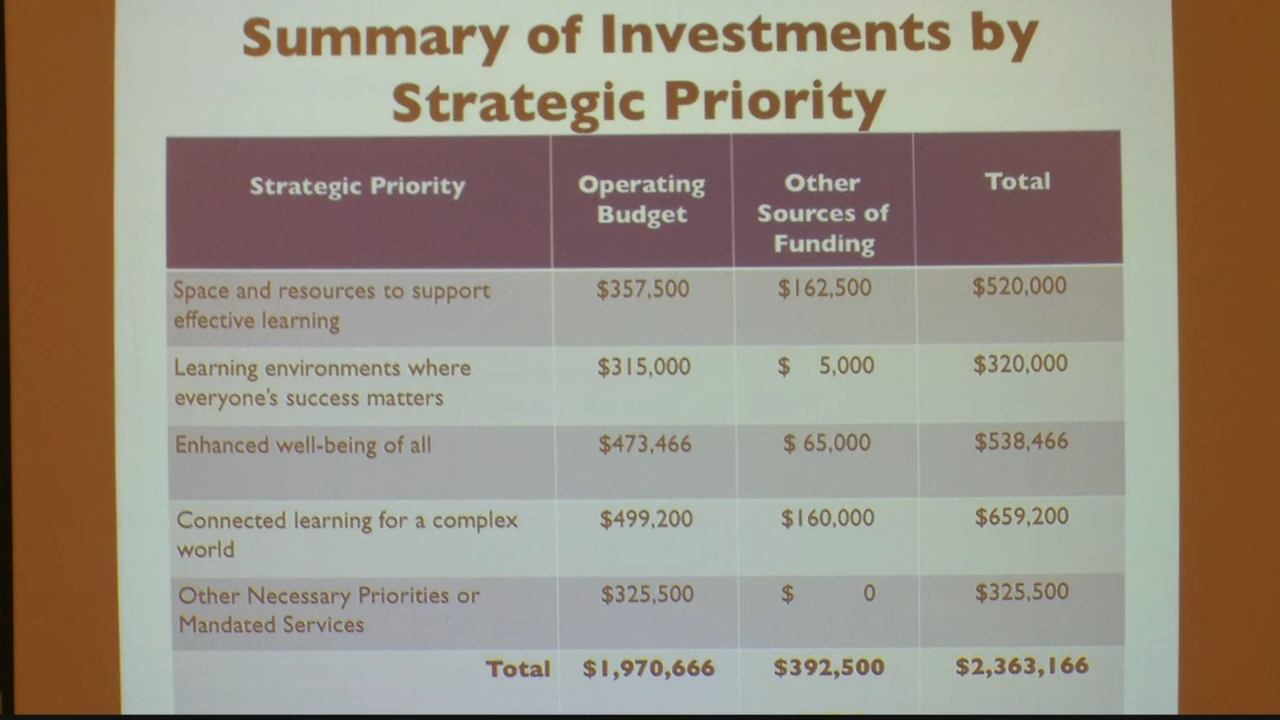 Summary of Investments by
Strategic Priority
Strategic Priority
Operating
Budget
Other
Sources of
Funding
Total
Space and resources to support
effective learning
$357,500
$162,500
$520,000
Learning environments where
everyone's success matters
$315,000
$ 5,000
$320,000
Enhanced well-being of all
$473,466
$ 65,000
$538,466
Connected learning for a complex
world
$499,200
$160,000
$659,200
Other Necessary Priorities or
Mandated Services
$325,500
$ 0
$325,500
Total
$1,970,666
$392,500
$2,363,166